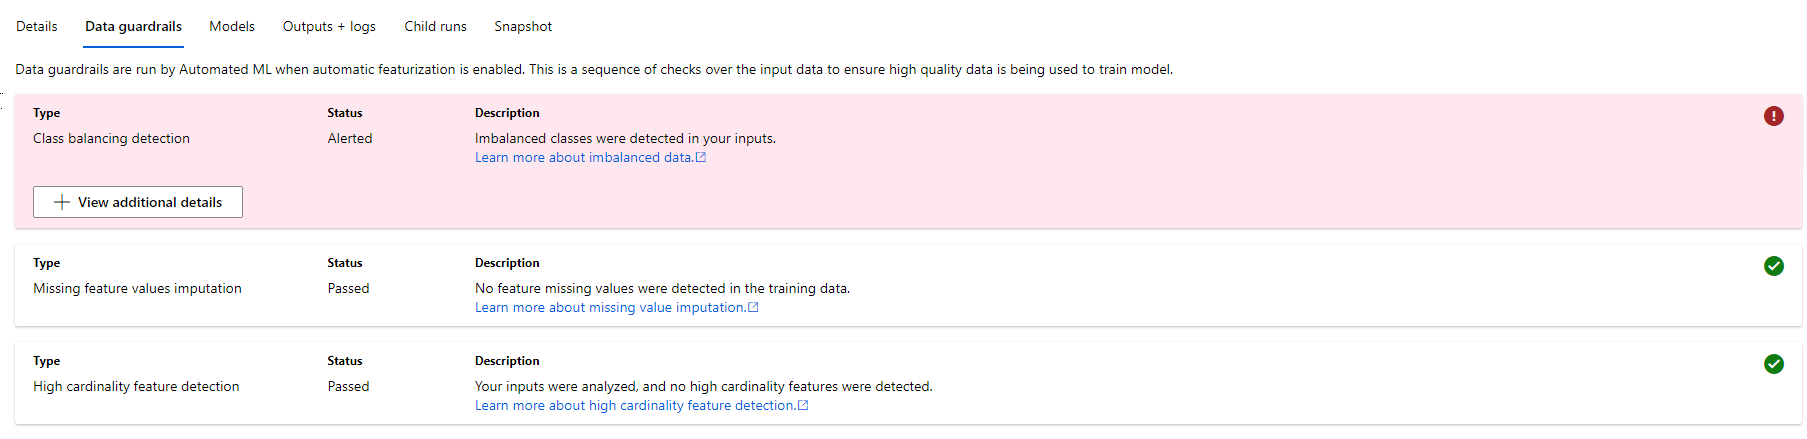 Details Data guardrails Models Outputs + logs Child runs Snapshot
Data guardrails are run by Automated ML when automatic featurization is enabled. This is a sequence of checks over the input data to ensure high quality data is being used to train model.
Type Status Description
Class balancing detection Alerted Imbalanced classes were detected in your inputs.
Learn more about imbalanced data.
View additional details
Type Status Description
Missing feature values imputation Passed No feature missing values were detected in the training data.
Learn more about missing value imputation.
Type Status Description
High cardinality feature detection Passed Your inputs were analyzed, and no high cardinality features were detected.
Learn more about high cardinality feature detection.